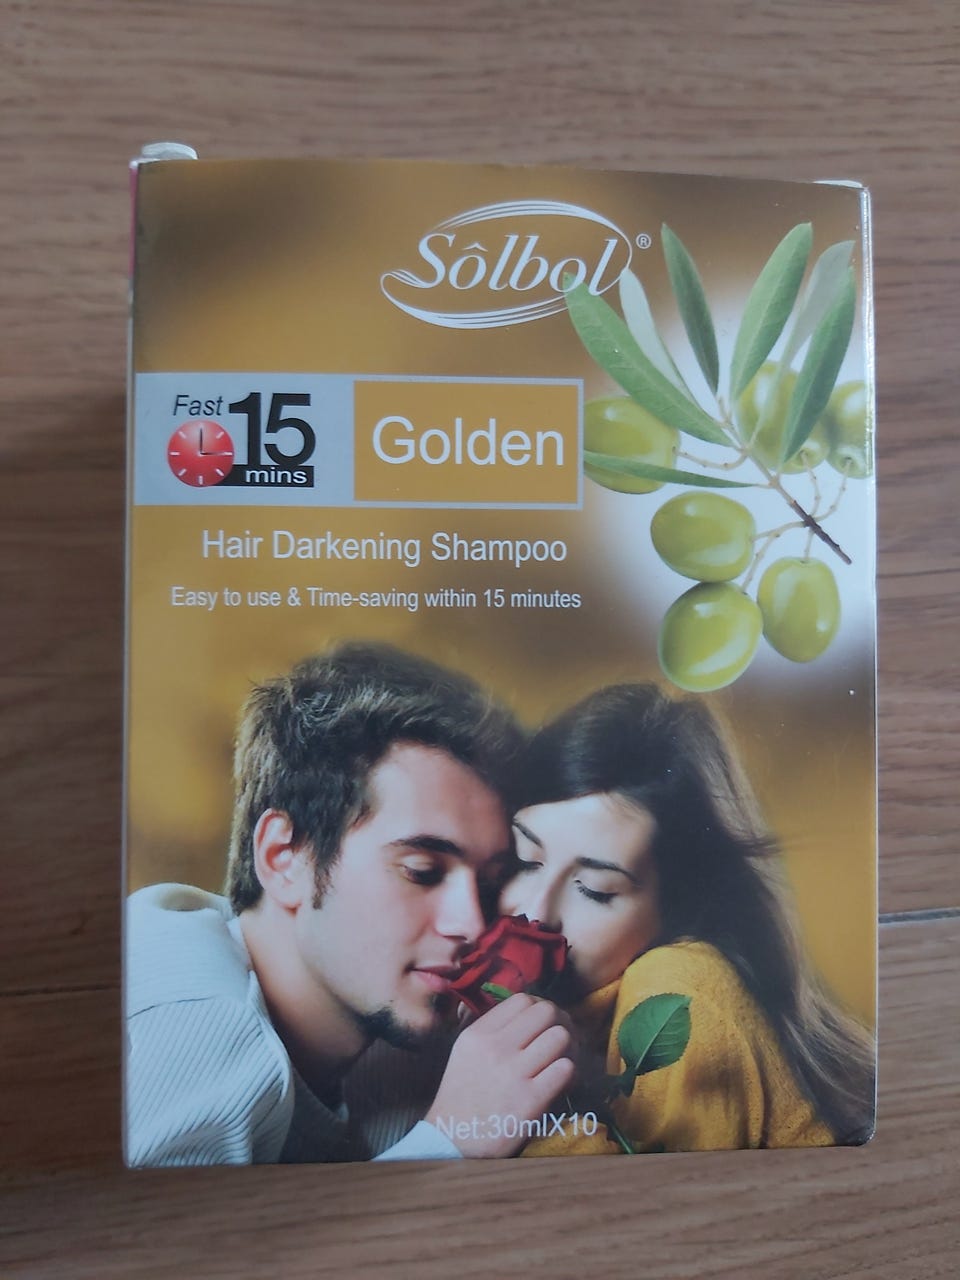 Sôlbol®
Fast 15 mins
Golden
Hair Darkening Shampoo
Easy to use & Time-saving within 15 minutes
Net:30mlX10